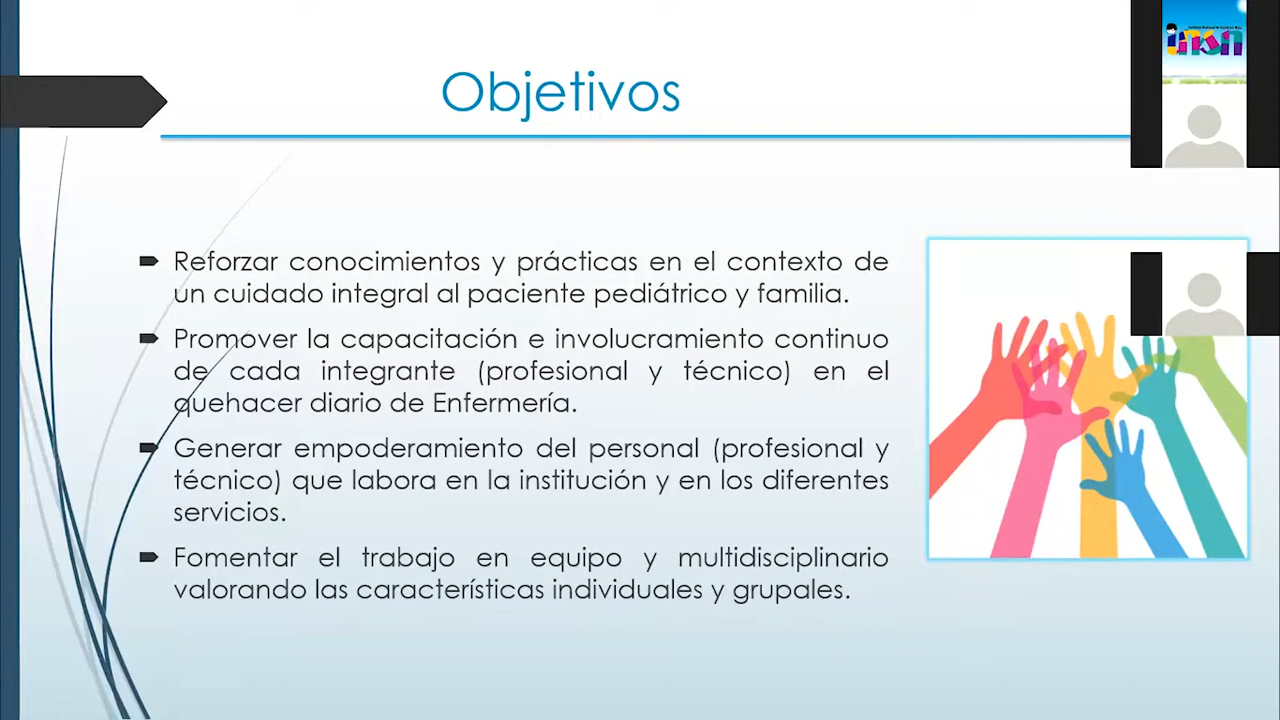 Objetivos
Reforzar conocimientos y prácticas en el contexto de
un cuidado integral al paciente pediátrico y familia.
Promover la capacitación e involucramiento continuo
de cada integrante (profesional y técnico) en el
quehacer diario de Enfermería.
Generar empoderamiento del personal (profesional y
técnico) que labora en la institución y en los diferentes
servicios.
Fomentar el trabajo en equipo y multidisciplinario
valorando las características individuales y grupales.
insn